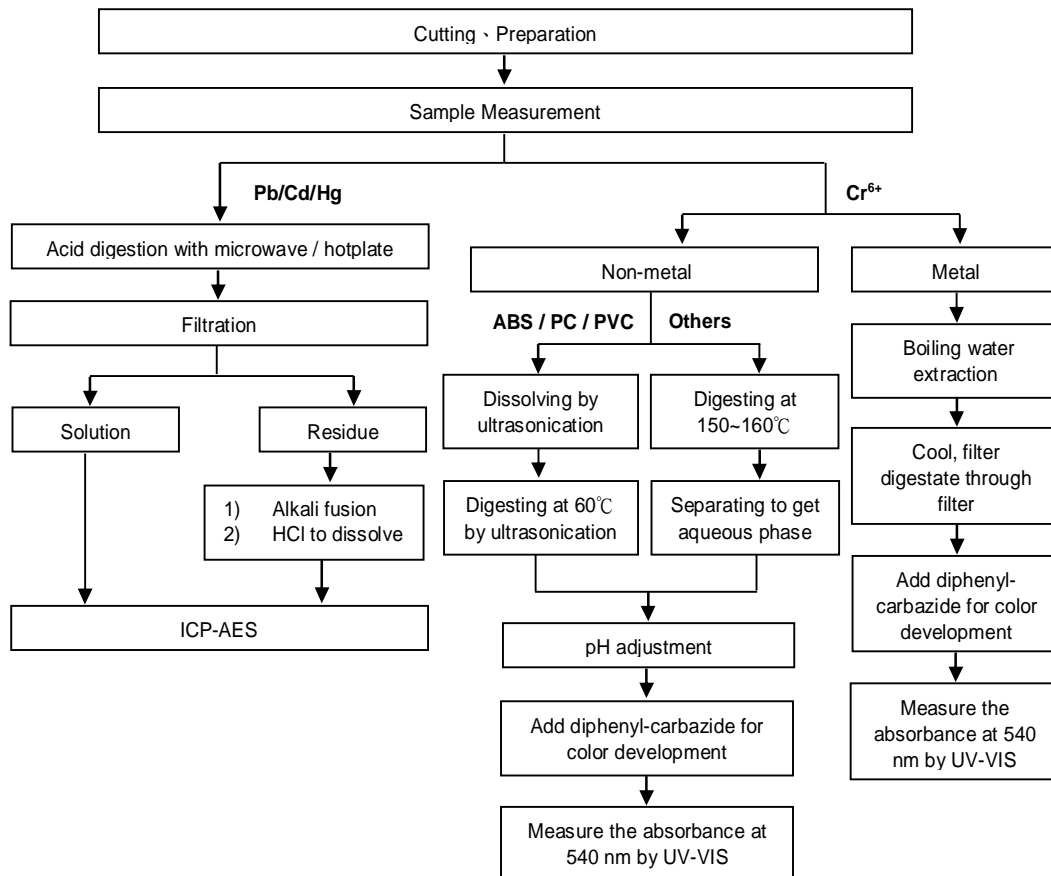 Cutting、Preparation
Sample Measurement
Pb/Cd/Hg
Acid digestion with microwave / hotplate
Filtration
Solution
Residue
1) Alkali fusion
2) HCl to dissolve
ICP-AES
Cr⁶⁺
Non-metal
ABS / PC / PVC
Others
Dissolving by
ultrasonication
Digesting at 60℃
by ultrasonication
Digesting at
150~160℃
Separating to get
aqueous phase
pH adjustment
Add diphenyl-carbazide for
color development
Measure the absorbance at
540 nm by UV-VIS
Metal
Boiling water
extraction
Cool, filter
digestate through
filter
Add diphenyl-
carbazide for color
development
Measure the
absorbance at 540
nm by UV-VIS